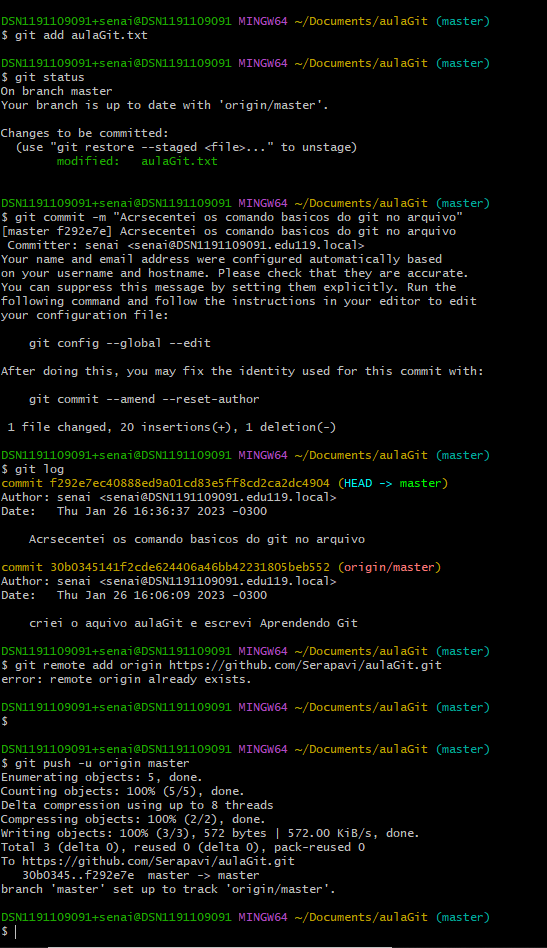 DSN1191109091+senai@DSN1191109091 MINGW64 ~/Documents/aulaGit (master)
$ git add aulaGit.txt
DSN1191109091+senai@DSN1191109091 MINGW64 ~/Documents/aulaGit (master)
$ git status
On branch master
Your branch is up to date with 'origin/master'.
Changes to be committed:
  (use "git restore --staged <file>..." to unstage)
        modified:   aulaGit.txt
DSN1191109091+senai@DSN1191109091 MINGW64 ~/Documents/aulaGit (master)
$ git commit -m "Acrsecentei os comando basicos do git no arquivo"
[master f292e7e] Acrsecentei os comando basicos do git no arquivo
 Committer: senai <senai@DSN1191109091.edu119.local>
Your name and email address were configured automatically based
on your username and hostname. Please check that they are accurate.
You can suppress this message by setting them explicitly. Run the
following command and follow the instructions in your editor to edit
your configuration file:
    git config --global --edit
After doing this, you may fix the identity used for this commit with:
    git commit --amend --reset-author
 1 file changed, 20 insertions(+), 1 deletion(-)
DSN1191109091+senai@DSN1191109091 MINGW64 ~/Documents/aulaGit (master)
$ git log
commit f292e7ec40888ed9a01cd83e5ff8cd2ca2dc4904 (HEAD -> master)
Author: senai <senai@DSN1191109091.edu119.local>
Date:   Thu Jan 26 16:36:37 2023 -0300
    Acrsecentei os comando basicos do git no arquivo
commit 30b0345141f2cde624406a46bb42231805beb552 (origin/master)
Author: senai <senai@DSN1191109091.edu119.local>
Date:   Thu Jan 26 16:06:09 2023 -0300
    criei o aquivo aulaGit e escrevi Aprendendo Git
DSN1191109091+senai@DSN1191109091 MINGW64 ~/Documents/aulaGit (master)
$ git remote add origin https://github.com/Serapavi/aulaGit.git
error: remote origin already exists.
DSN1191109091+senai@DSN1191109091 MINGW64 ~/Documents/aulaGit (master)
$
DSN1191109091+senai@DSN1191109091 MINGW64 ~/Documents/aulaGit (master)
$ git push -u origin master
Enumerating objects: 5, done.
Counting objects: 100% (5/5), done.
Delta compression using up to 8 threads
Compressing objects: 100% (2/2), done.
Writing objects: 100% (3/3), 572 bytes | 572.00 KiB/s, done.
Total 3 (delta 0), reused 0 (delta 0), pack-reused 0
To https://github.com/Serapavi/aulaGit.git
   30b0345..f292e7e  master -> master
branch 'master' set up to track 'origin/master'.
DSN1191109091+senai@DSN1191109091 MINGW64 ~/Documents/aulaGit (master)
$